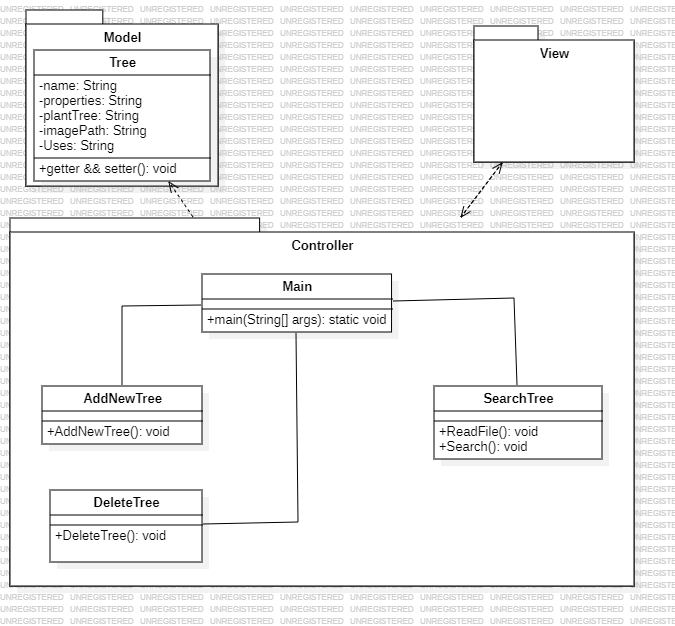 Model
Tree
-name: String
-properties: String
-plantTree: String
-imagePath: String
-Uses: String
+getter && setter(): void
View
Controller
Main
+main(String[] args): static void
AddNewTree
+AddNewTree(): void
SearchTree
+ReadFile(): void
+Search(): void
DeleteTree
+DeleteTree(): void
UNREGISTERED UNREGISTERED UNREGISTERED UNREGISTERED UNREGISTERED UNREGISTERED UNREGISTERED UNREGISTERED UNREGISTERED